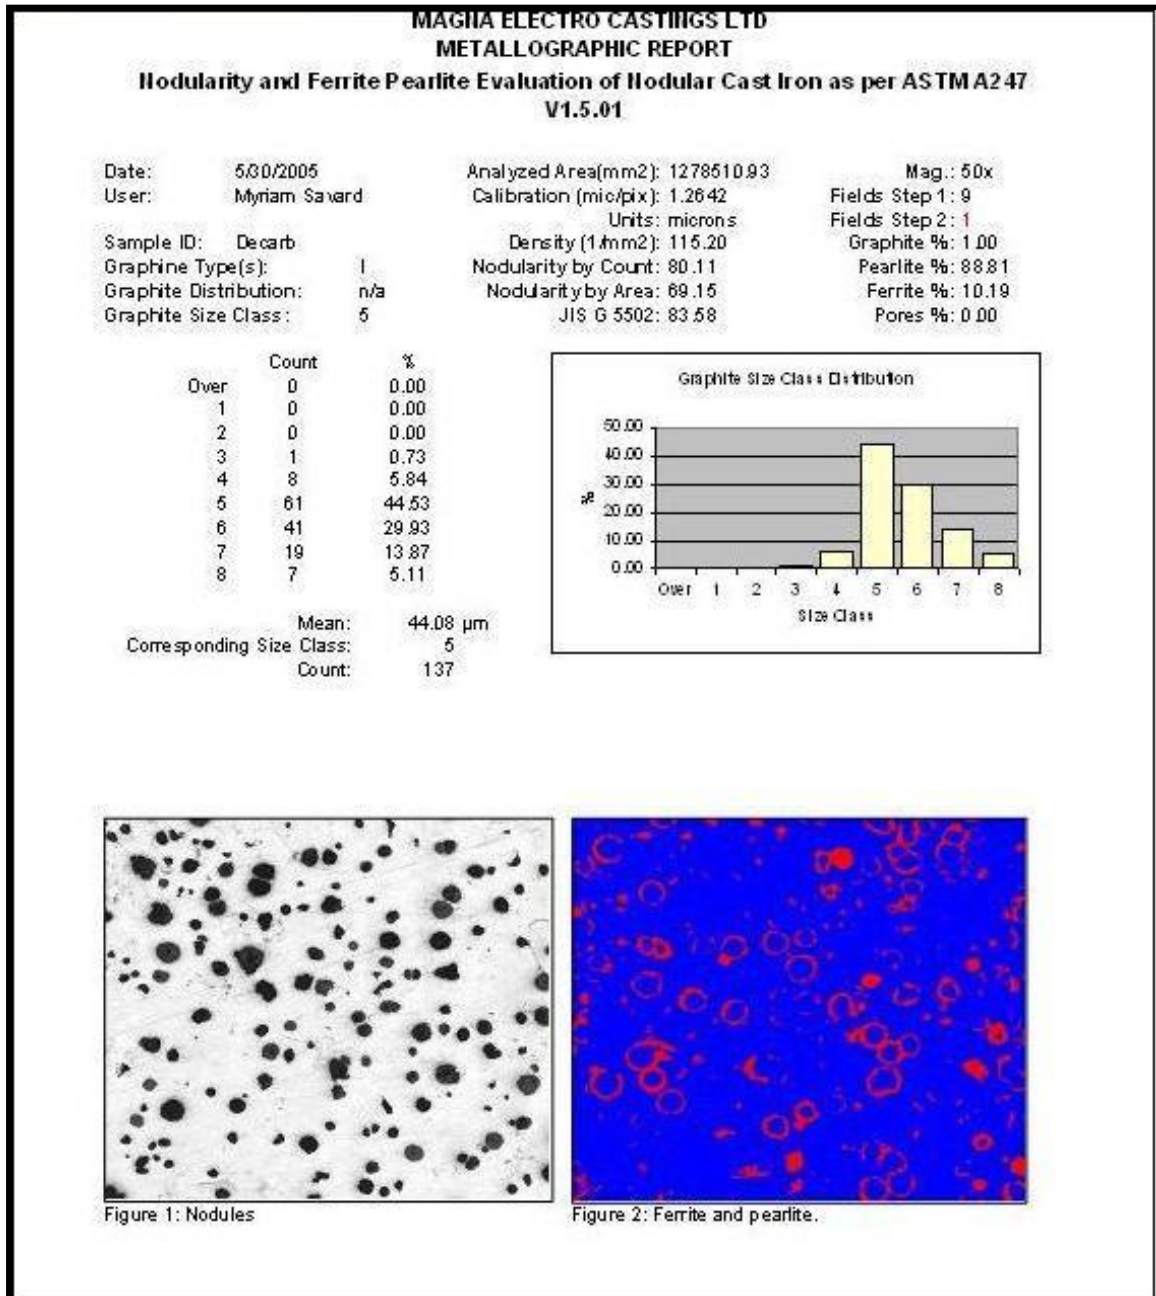 MAGNA ELECTRO CASTINGS LTD
METALLOGRAPHIC REPORT
Nodularity and Ferrite Pearlite Evaluation of Nodular Cast Iron as per ASTM A247
V1.5.01
Date: 5/30/2005 Analyzed Area(mm2): 1278510.93 Mag.: 50x
User: Myriam Savard Calibration (mic/pix): 1.2642 Fields Step 1: 9
Units: microns Fields Step 2: 1
Sample ID: Decarb Density (1/mm2): 115.20 Graphite %: 1.00
Graphine Type(s): I Nodularity by Count: 80.11 Pearlite %: 88.81
Graphite Distribution: n/a Nodularity by Area: 69.15 Ferrite %: 10.19
Graphite Size Class: 5 JIS G 5502: 83.58 Pores %: 0.00
Count %
Over 0 0.00
1 0 0.00
2 0 0.00
3 1 0.73
4 8 5.84
5 61 44.53
6 41 29.93
7 19 13.87
8 7 5.11
Mean: 44.08 µm
Corresponding Size Class: 5
Count: 137
Graphite Size Class Distribution
50.00
40.00
30.00
20.00
10.00
0.00
%
Over 1 2 3 4 5 6 7 8
Size Class
Figure 1: Nodules
Figure 2: Ferrite and pearlite.